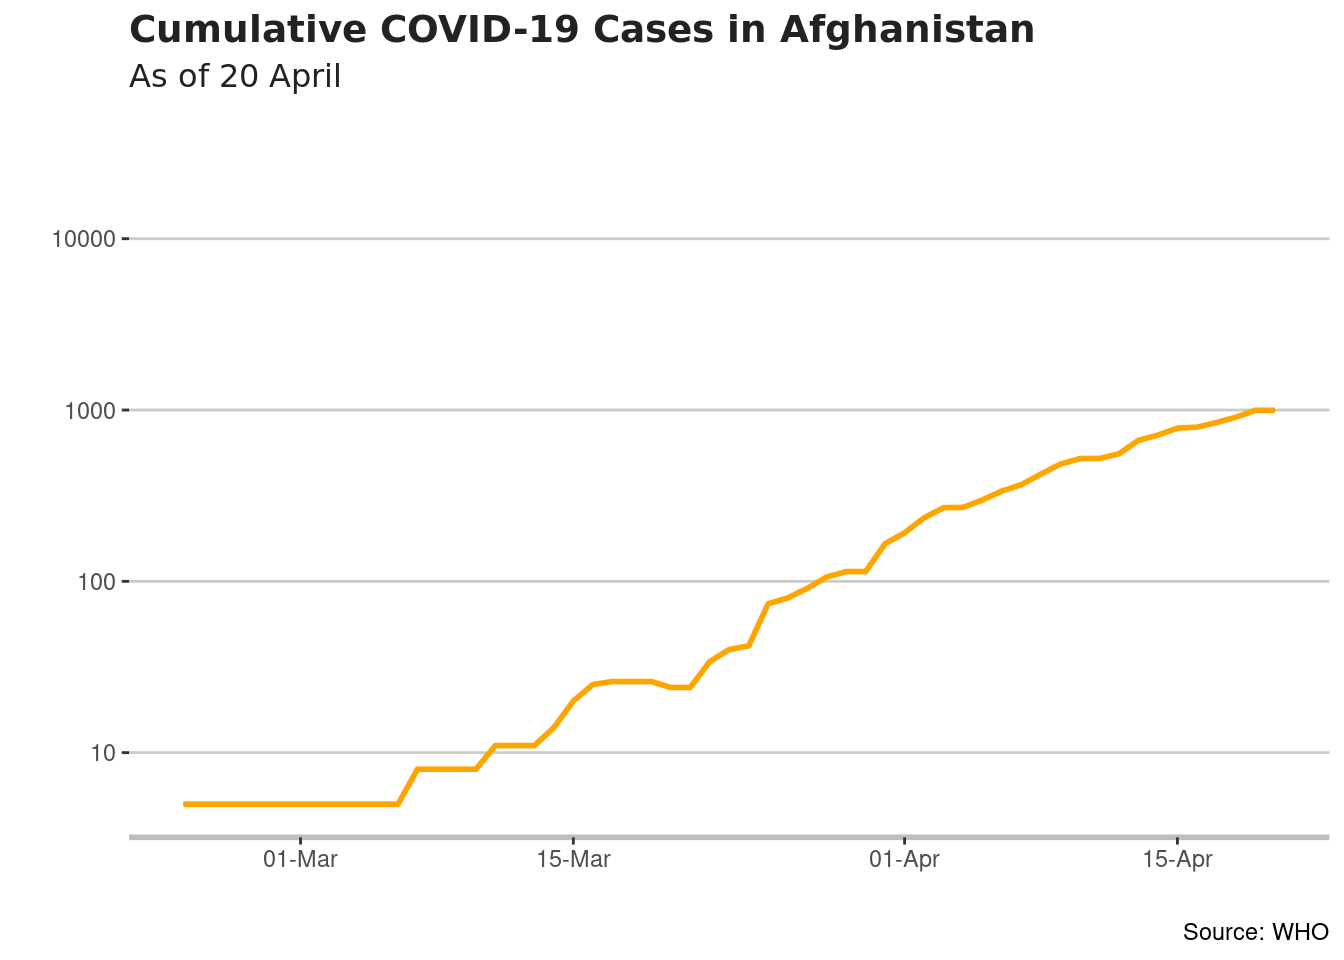 Cumulative COVID-19 Cases in Afghanistan
As of 20 April
10000
1000
100
10
01-Mar 15-Mar 01-Apr 15-Apr
Source: WHO